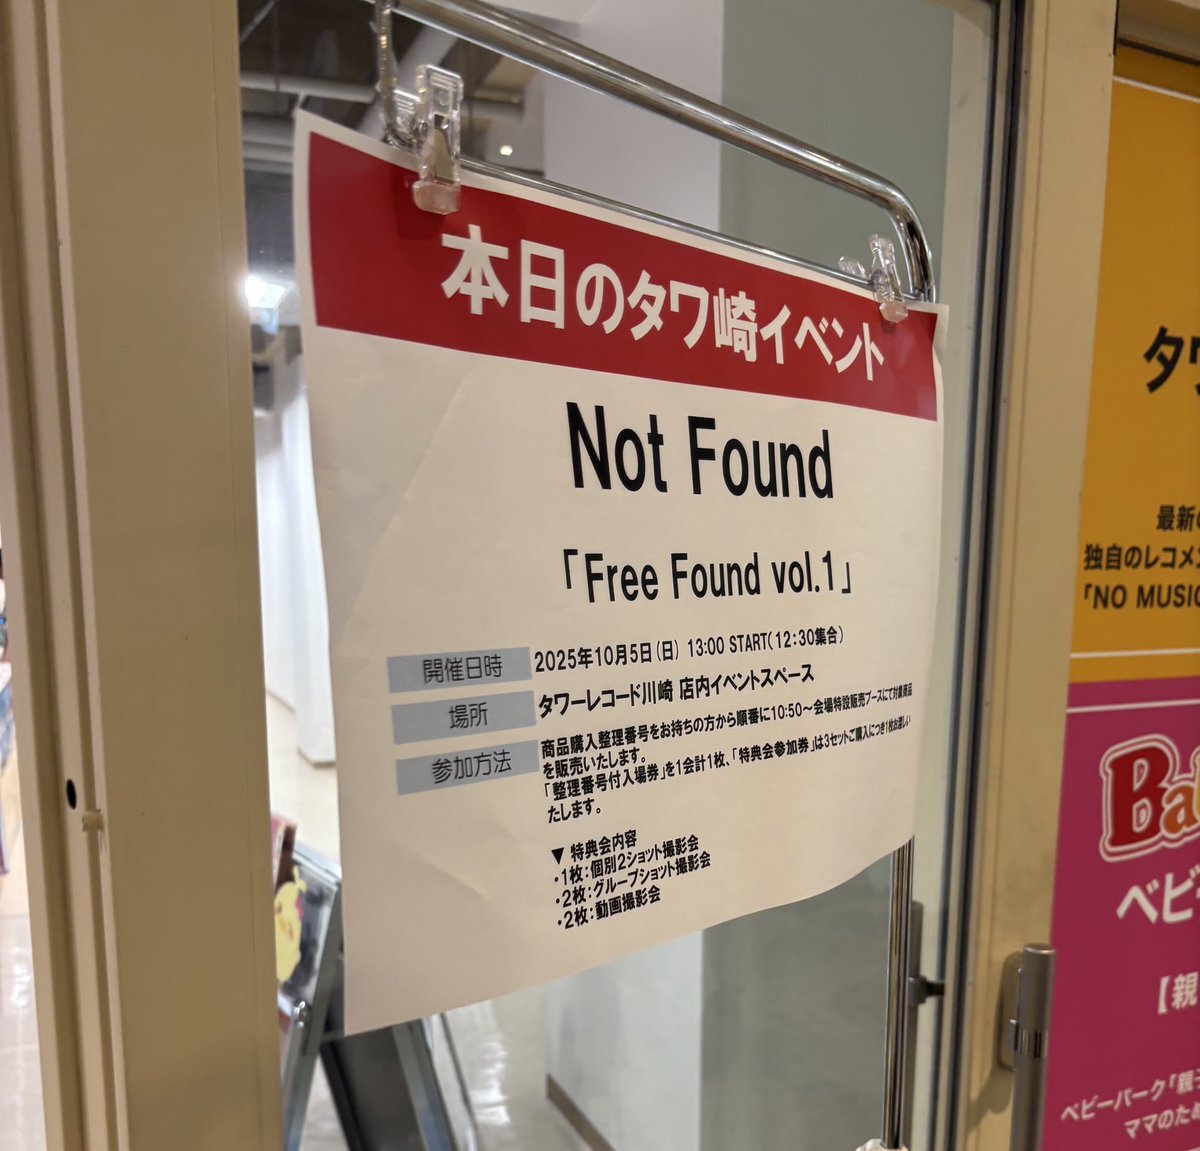 本日のタワ崎イベント
Not Found
「Free Found vol.1」
開催日時 2025年10月5日(日) 13:00 START(12:30集合)
場所 タワーレコード川崎 店内イベントスペース
参加方法 商品購入整理番号をお持ちの方から順番に10:50～会場特設販売ブースにて対象商品
を販売いたします。
「整理番号付入場券」を1会計1枚、「特典会参加券」は3セットご購入につき1枚お渡しい
たします。
▼ 特典会内容
・1枚：個別2ショット撮影会
・2枚：グループショット撮影会
・2枚：動画撮影会
タワ
最新の
独自のレコメン
「NO MUSIC
Ba
ベビ
【親
ベビーパーク「親子
ママのため